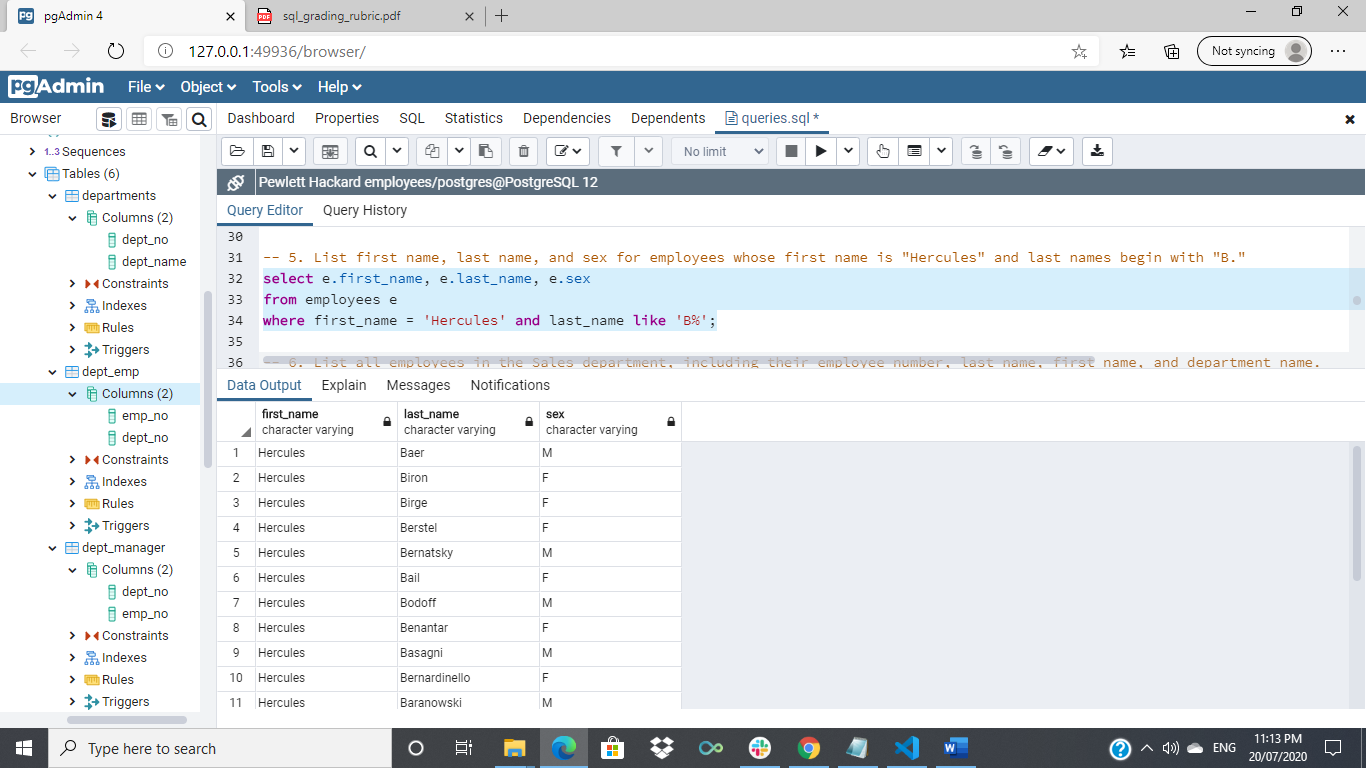 pgAdmin 4
sql_grading_rubric.pdf
127.0.0.1:49936/browser/
Not syncing
pgAdmin File Object Tools Help
Browser
Dashboard Properties SQL Statistics Dependencies Dependents queries.sql *
No limit
Pewlett Hackard employees/postgres@PostgreSQL 12
Query Editor Query History
1..3 Sequences
Tables (6)
departments
Columns (2)
dept_no
dept_name
Constraints
Indexes
Rules
Triggers
dept_emp
Columns (2)
emp_no
dept_no
Constraints
Indexes
Rules
Triggers
dept_manager
Columns (2)
dept_no
emp_no
Constraints
Indexes
Rules
Triggers
30
31 -- 5. List first name, last name, and sex for employees whose first name is "Hercules" and last names begin with "B."
32 select e.first_name, e.last_name, e.sex
33 from employees e
34 where first_name = 'Hercules' and last_name like 'B%';
35
36 -- 6. List all employees in the Sales department, including their employee number, last name, first name, and department name.
Data Output Explain Messages Notifications
first_name last_name sex
character varying character varying character varying
1 Hercules Baer M
2 Hercules Biron F
3 Hercules Birge F
4 Hercules Berstel F
5 Hercules Bernatsky M
6 Hercules Bail F
7 Hercules Bodoff M
8 Hercules Benantar F
9 Hercules Basagni M
10 Hercules Bernardinello F
11 Hercules Baranowski M
Type here to search
ENG
11:13 PM
20/07/2020